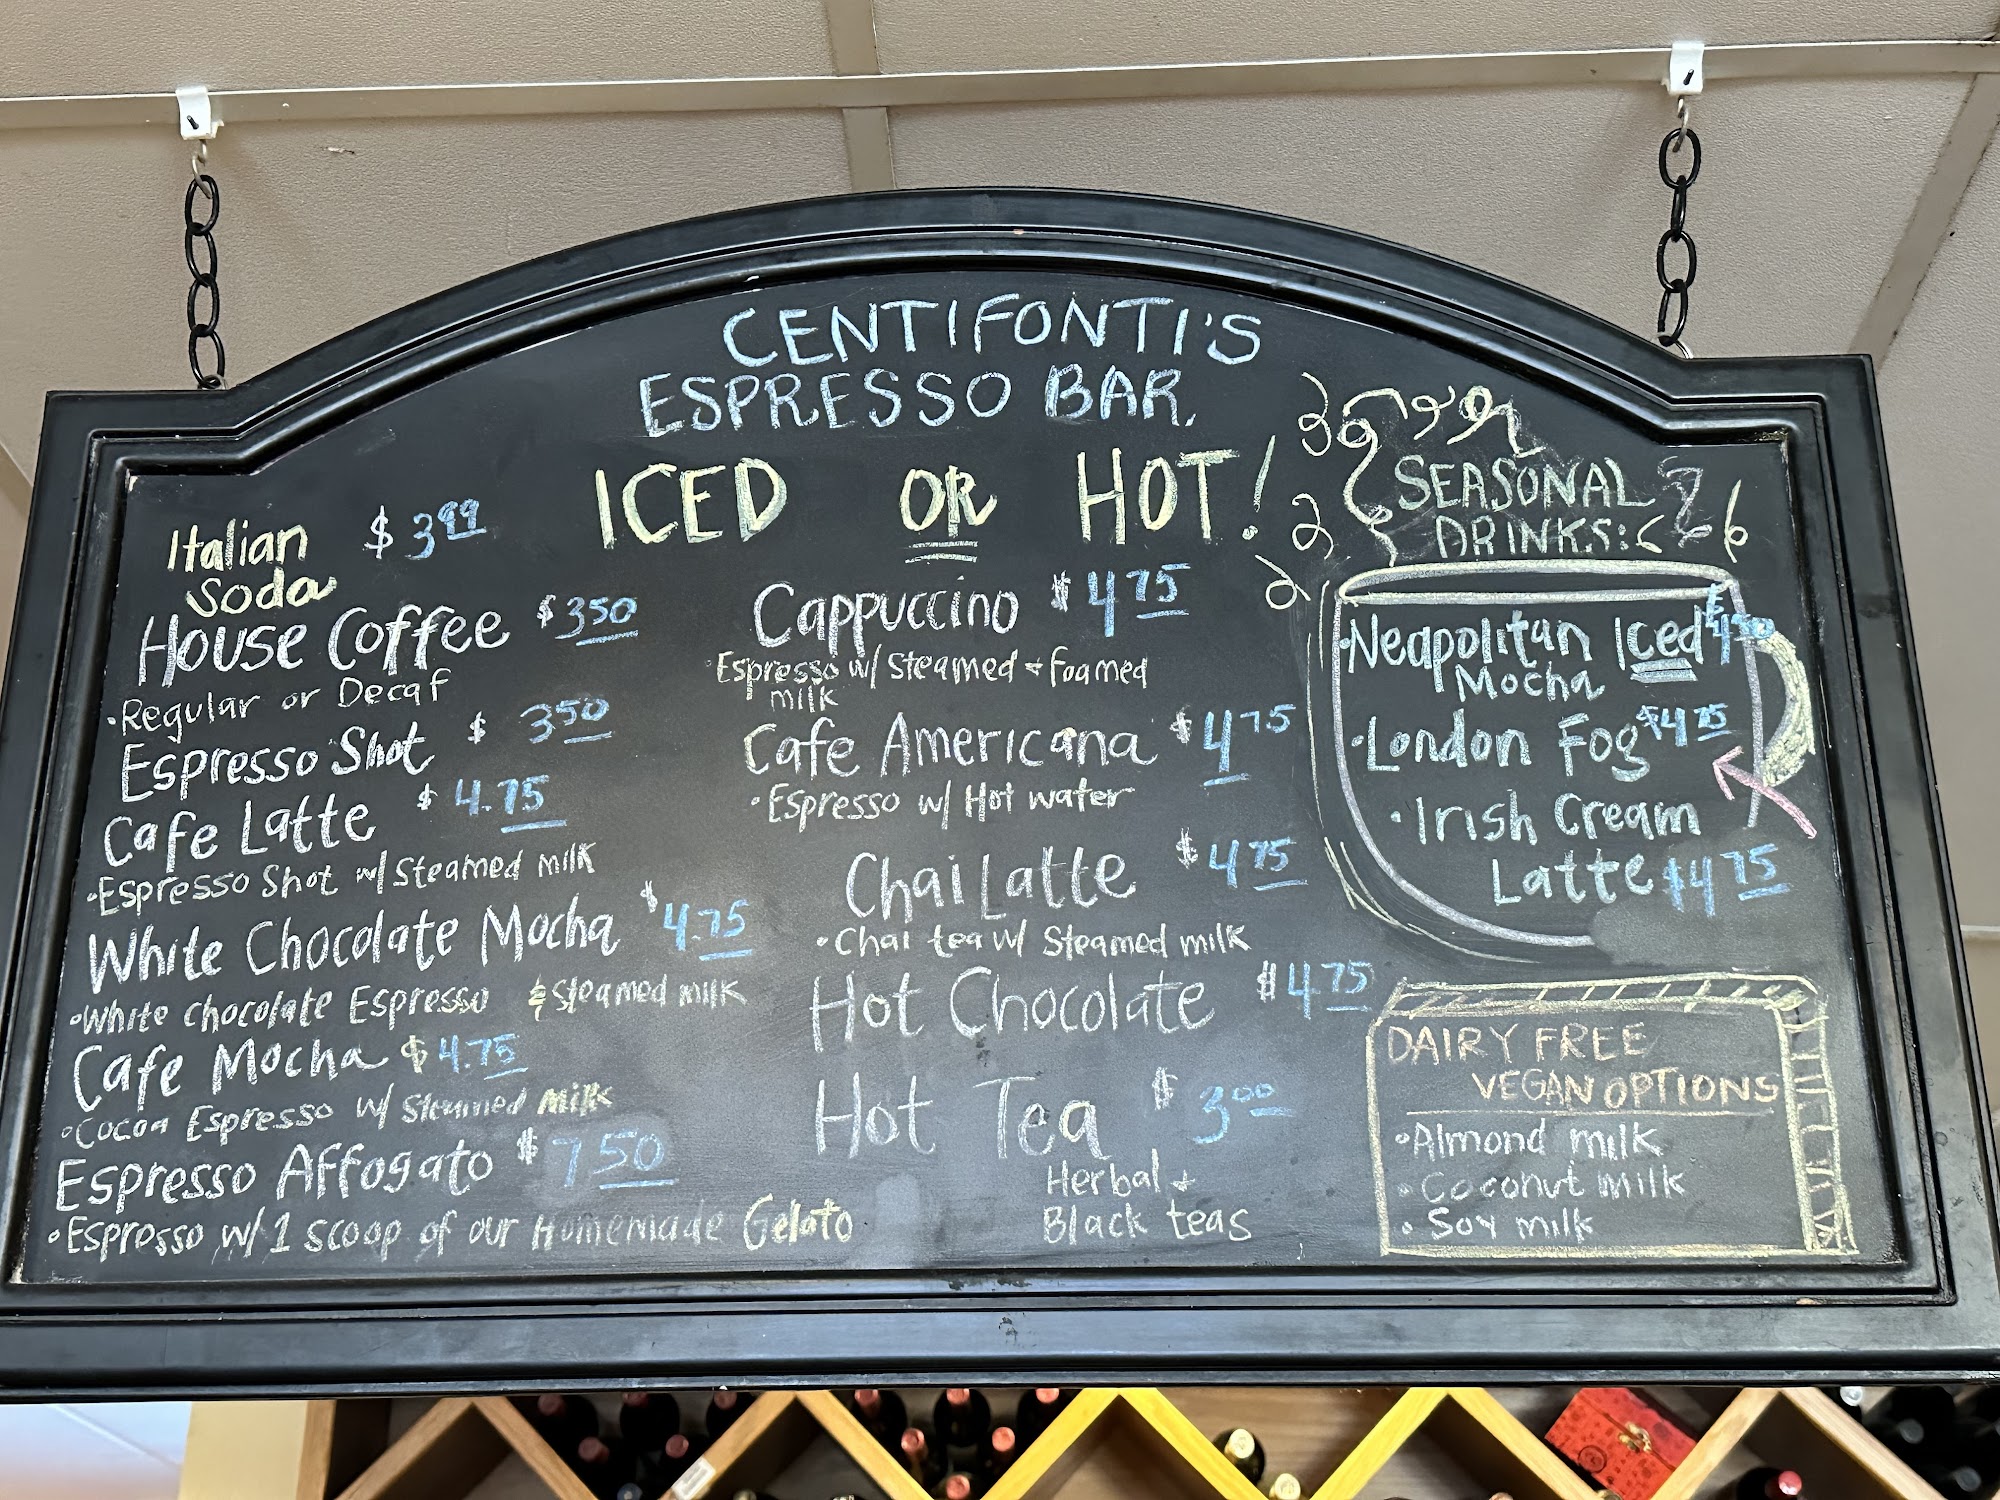 CENTIFONTI'S
ESPRESSO BAR
ICED OR HOT!
Italian $3.99
Soda
House Coffee $3.50
•Regular or Decaf
Espresso Shot $3.50
Cafe Latte $4.75
•Espresso Shot w/ Steamed milk
White Chocolate Mocha $4.75
•White chocolate Espresso & Steamed milk
Cafe Mocha $4.75
•Cocoa Espresso w/ Steamed milk
Espresso Affogato $7.50
•Espresso w/ 1 scoop of our Homemade Gelato
Cappuccino $4.75
•Espresso w/ Steamed + Foamed
milk
Cafe Americana $4.75
•Espresso w/ Hot water
Chai Latte $4.75
•Chai tea w/ Steamed milk
Hot Chocolate $4.75
Hot Tea $3.00
Herbal +
Black teas
SEASONAL
DRINKS:
•Neapolitan Iced
Mocha
•London Fog $4.75
•Irish Cream
Latte $4.75
DAIRY FREE
VEGAN OPTIONS
•Almond milk
•Coconut milk
•Soy milk